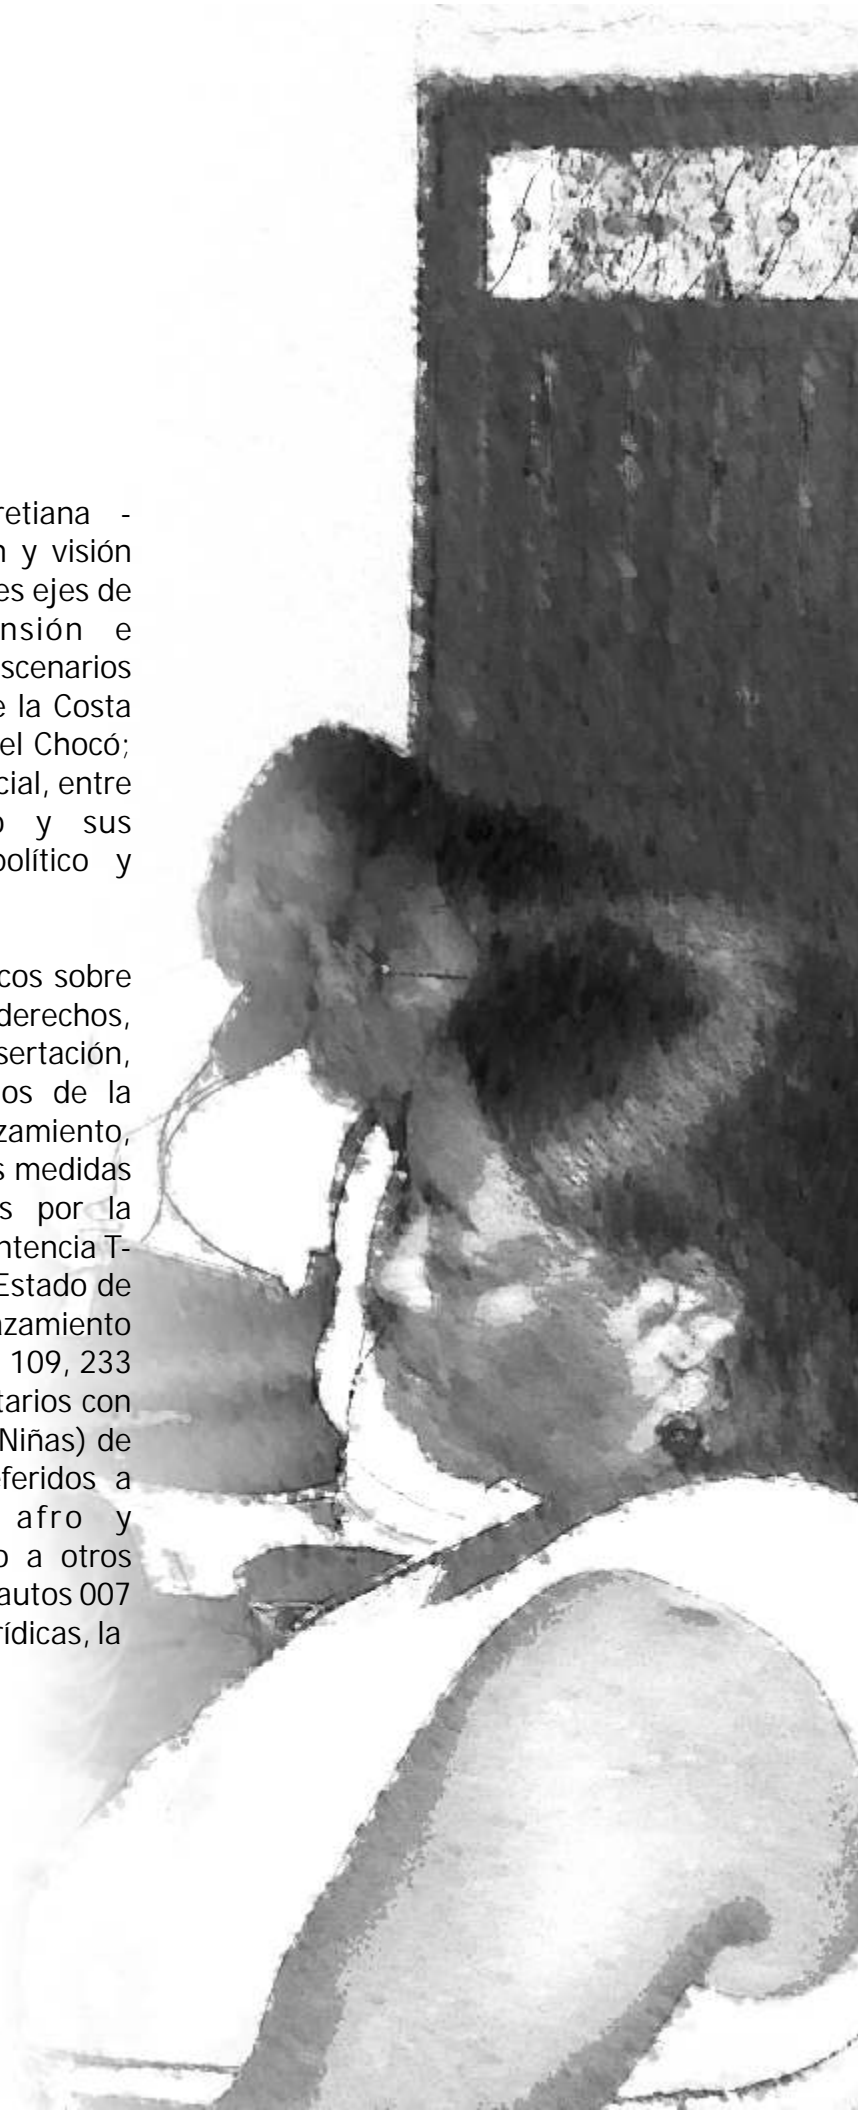 retiana -
n y visión
es ejes de
nsión e
scenarios
e la Costa
el Chocó;
cial, entre
o y sus
político y
cos sobre
derechos,
sertación,
os de la
zamiento,
s medidas
s por la
ntencia T-
Estado de
azamiento
109, 233
tarios con
Niñas) de
eferidos a
afro y
o a otros
autos 007
rídicas, la